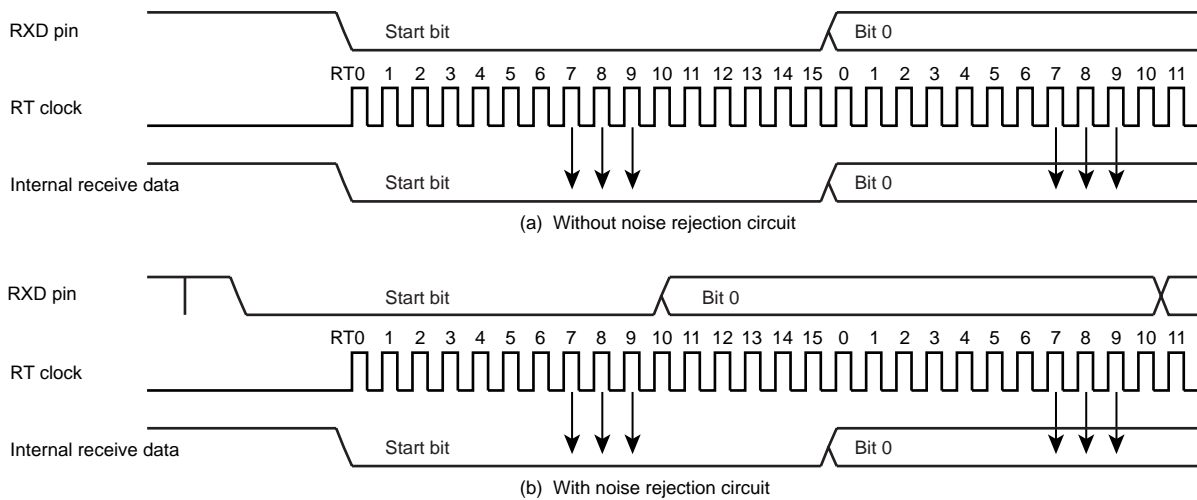 RXD pin
Start bit
Bit 0
RT0 1 2 3 4 5 6 7 8 9 10 11 12 13 14 15 0 1 2 3 4 5 6 7 8 9 10 11
RT clock
Internal receive data
Start bit
Bit 0
(a) Without noise rejection circuit
RXD pin
Start bit
Bit 0
RT0 1 2 3 4 5 6 7 8 9 10 11 12 13 14 15 0 1 2 3 4 5 6 7 8 9 10 11
RT clock
Internal receive data
Start bit
Bit 0
(b) With noise rejection circuit